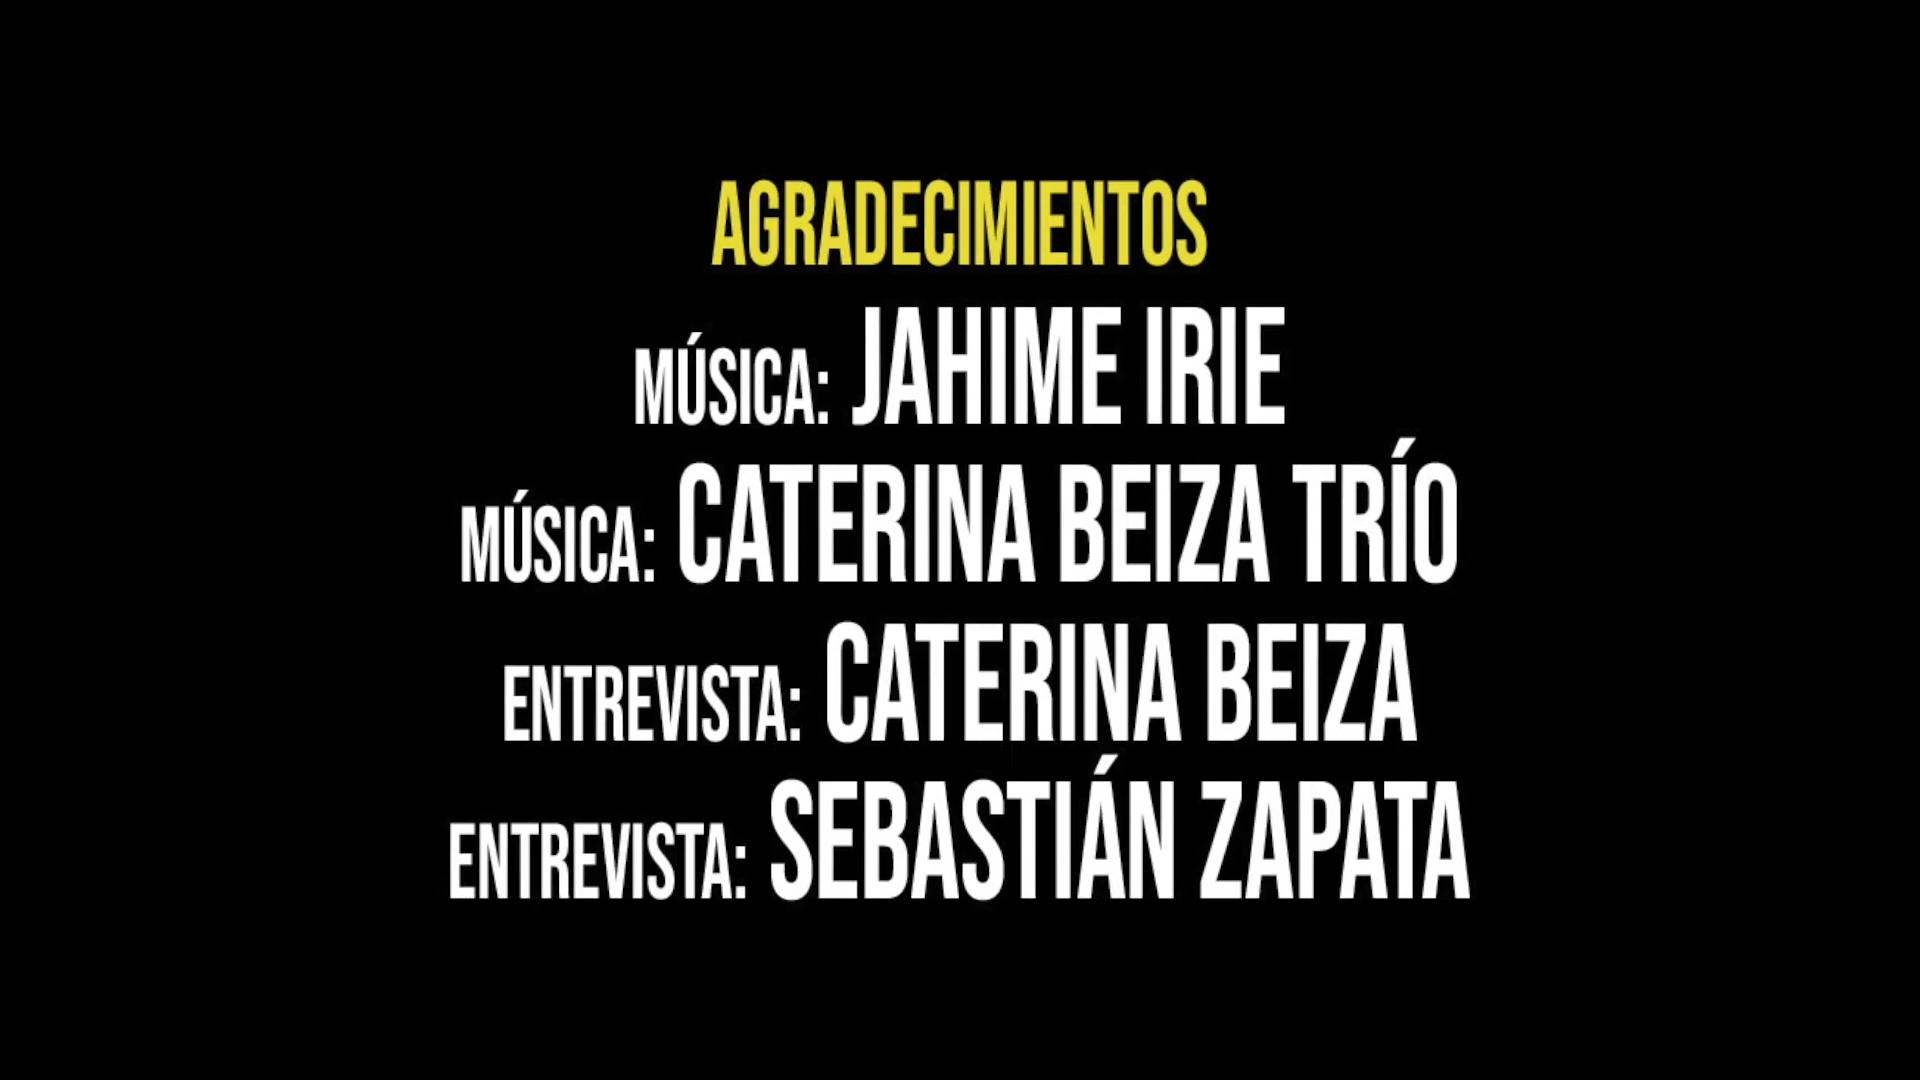 AGRADECIMIENTOS
MÚSICA: JAHIME IRIE
MÚSICA: CATERINA BEIZA TRÍO
ENTREVISTA: CATERINA BEIZA
ENTREVISTA: SEBASTIÁN ZAPATA